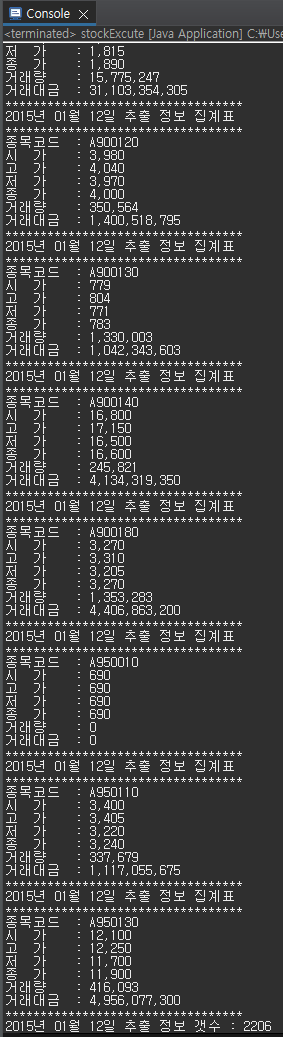 Console
<terminated> stockExcute [Java Application] C:₩Use
저   가   : 1,815
종   가   : 1,890
거래량   : 15,775,247
거래대금  : 31,103,354,305
******************************
2015년 01월 12일 추출 정보 집계표
******************************
종목코드  : A900120
시   가   : 3,980
고   가   : 4,040
저   가   : 3,970
종   가   : 4,000
거래량   : 350,564
거래대금  : 1,400,518,795
******************************
2015년 01월 12일 추출 정보 집계표
******************************
종목코드  : A900130
시   가   : 779
고   가   : 804
저   가   : 771
종   가   : 783
거래량   : 1,330,003
거래대금  : 1,042,343,603
******************************
2015년 01월 12일 추출 정보 집계표
******************************
종목코드  : A900140
시   가   : 16,800
고   가   : 17,150
저   가   : 16,500
종   가   : 16,600
거래량   : 245,821
거래대금  : 4,134,319,350
******************************
2015년 01월 12일 추출 정보 집계표
******************************
종목코드  : A900180
시   가   : 3,270
고   가   : 3,310
저   가   : 3,205
종   가   : 3,270
거래량   : 1,353,283
거래대금  : 4,406,863,200
******************************
2015년 01월 12일 추출 정보 집계표
******************************
종목코드  : A950010
시   가   : 690
고   가   : 690
저   가   : 690
종   가   : 690
거래량   : 0
거래대금  : 0
******************************
2015년 01월 12일 추출 정보 집계표
******************************
종목코드  : A950110
시   가   : 3,400
고   가   : 3,405
저   가   : 3,220
종   가   : 3,240
거래량   : 337,679
거래대금  : 1,117,055,675
******************************
2015년 01월 12일 추출 정보 집계표
******************************
종목코드  : A950130
시   가   : 12,100
고   가   : 12,250
저   가   : 11,700
종   가   : 11,900
거래량   : 416,093
거래대금  : 4,956,077,300
******************************
2015년 01월 12일 추출 정보 갯수 : 2206